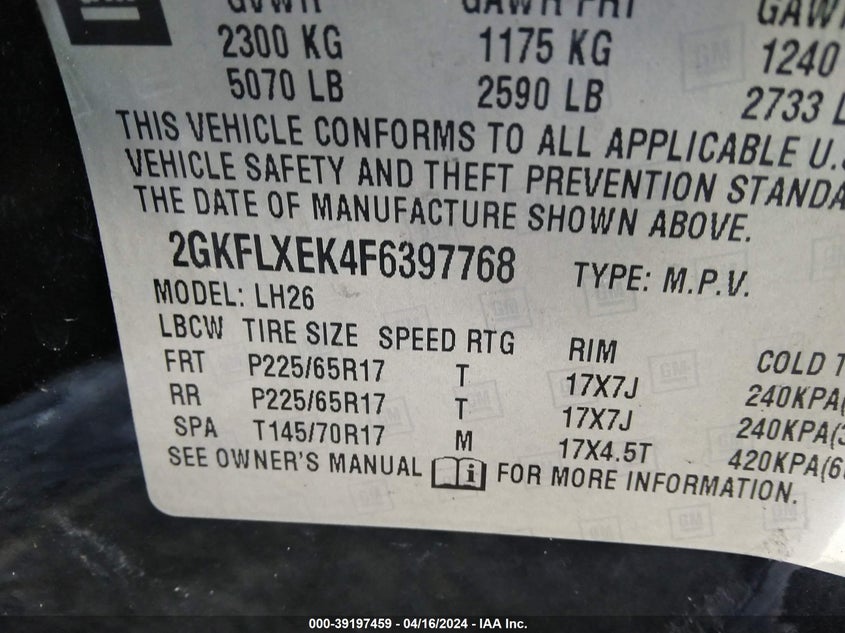 GVWR GAWR FRT GAWR
2300 KG 1175 KG 1240
5070 LB 2590 LB 2733
THIS VEHICLE CONFORMS TO ALL APPLICABLE U.S
VEHICLE SAFETY AND THEFT PREVENTION STANDA
THE DATE OF MANUFACTURE SHOWN ABOVE.
2GKFLXEK4F6397768 TYPE: M.P.V.
MODEL: LH26
LBCW TIRE SIZE SPEED RTG RIM COLD T
FRT P225/65R17 T 17X7J 240KPA(
RR P225/65R17 T 17X7J 240KPA(3
SPA T145/70R17 M 17X4.5T 420KPA(6
SEE OWNER'S MANUAL i FOR MORE INFORMATION.
000-39197459 - 04/16/2024 - IAA Inc.